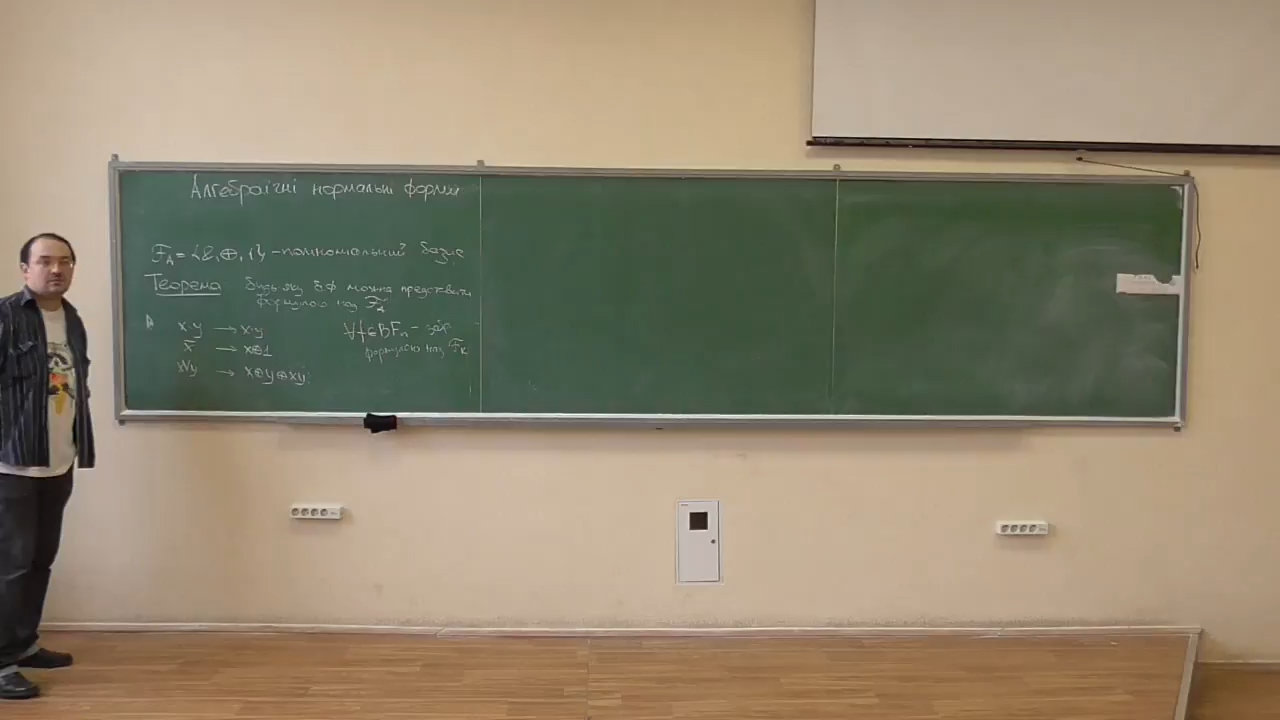 Алгебраїчні нормальні форми
F_A = {&, ⊕, 1} - поліноміальний базис
Теорема Будь-яку БФ можна представити
формулою над F_A
x·y → x·y
x̄ → x⊕1
x∨y → x⊕y⊕xy
∀f∈BF_n -
формулою над F_K